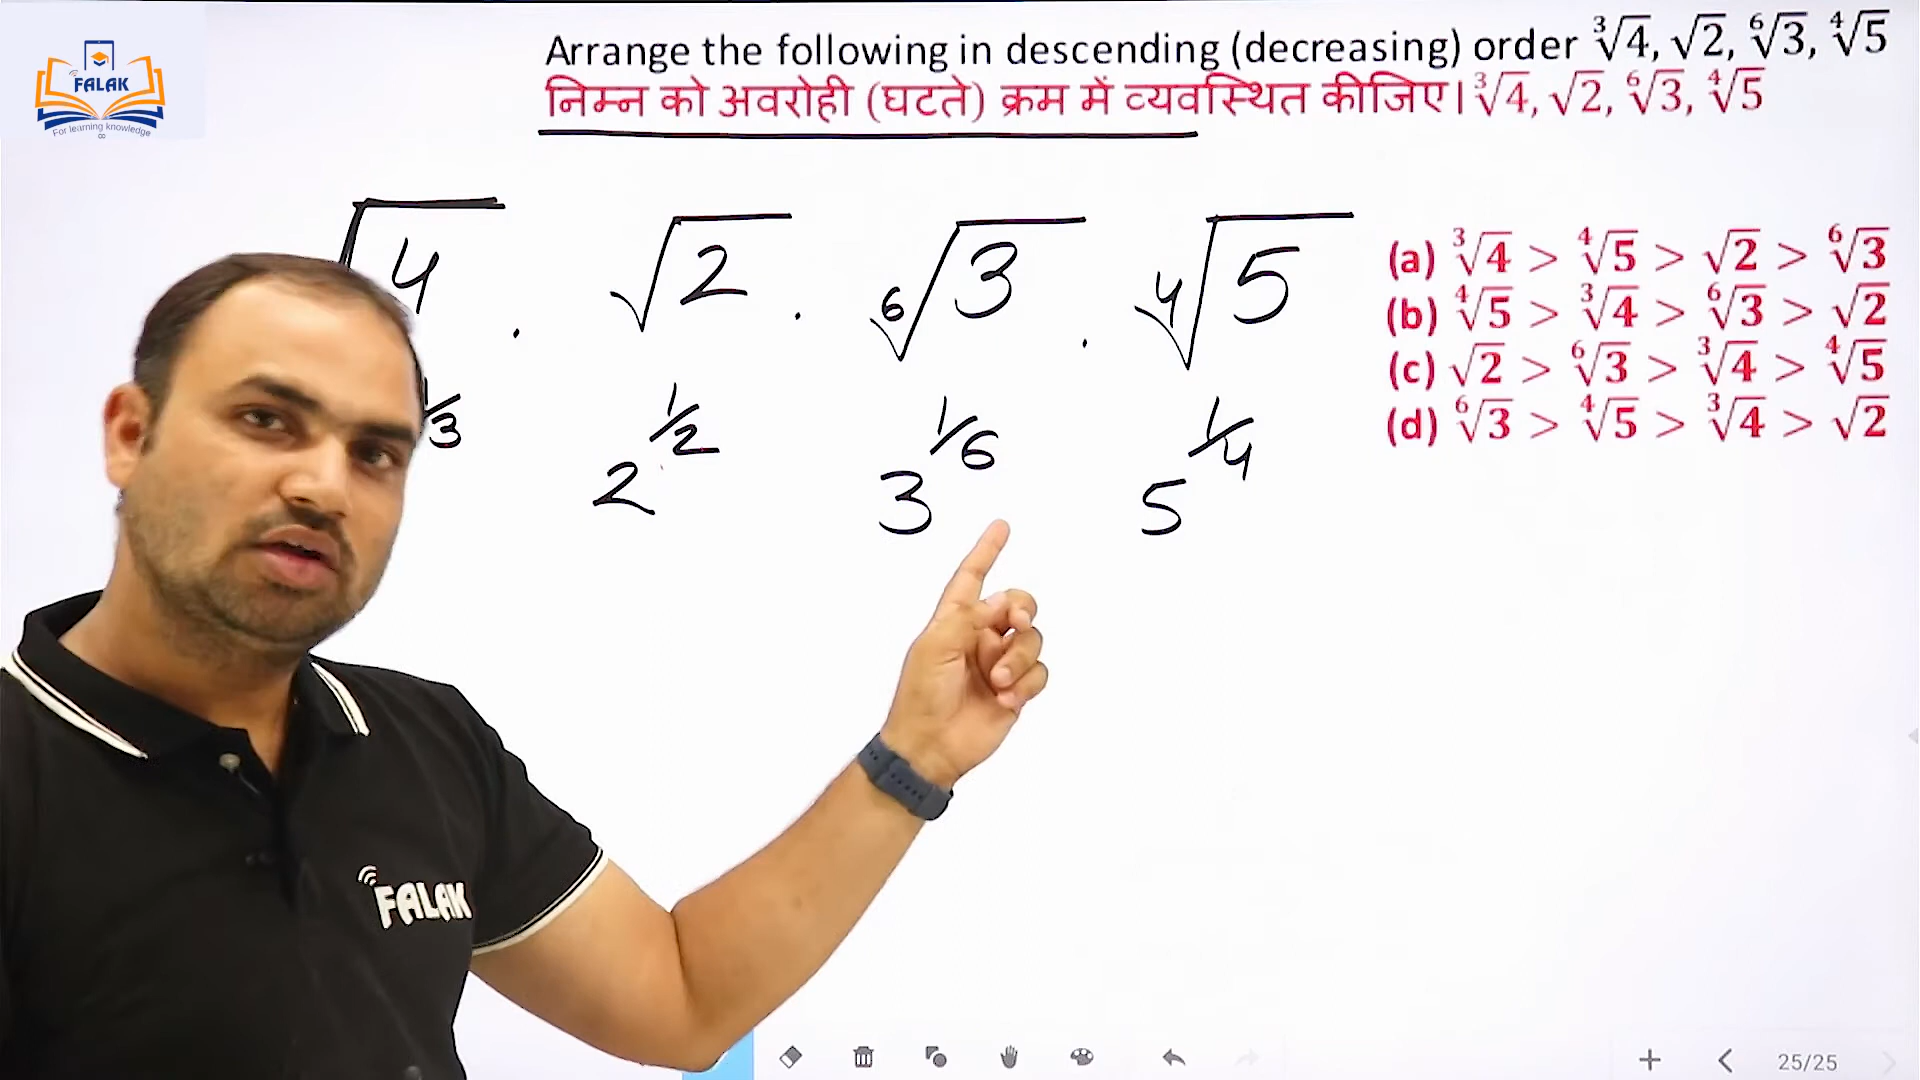 FALAK
For learning knowledge
Arrange the following in descending (decreasing) order ∛4, √2, ⁶√3, ⁴√5
निम्न को अवरोही (घटते) क्रम में व्यवस्थित कीजिए। ∛4, √2, ⁶√3, ⁴√5
√4 . √2 . ⁶√3 . ⁴√5
1/3 2^1/2 3^1/6 5^1/4
(a) ∛4 > ⁴√5 > √2 > ⁶√3
(b) ⁴√5 > ∛4 > ⁶√3 > √2
(c) √2 > ⁶√3 > ∛4 > ⁴√5
(d) ⁶√3 > ⁴√5 > ∛4 > √2
FALAK
25/25